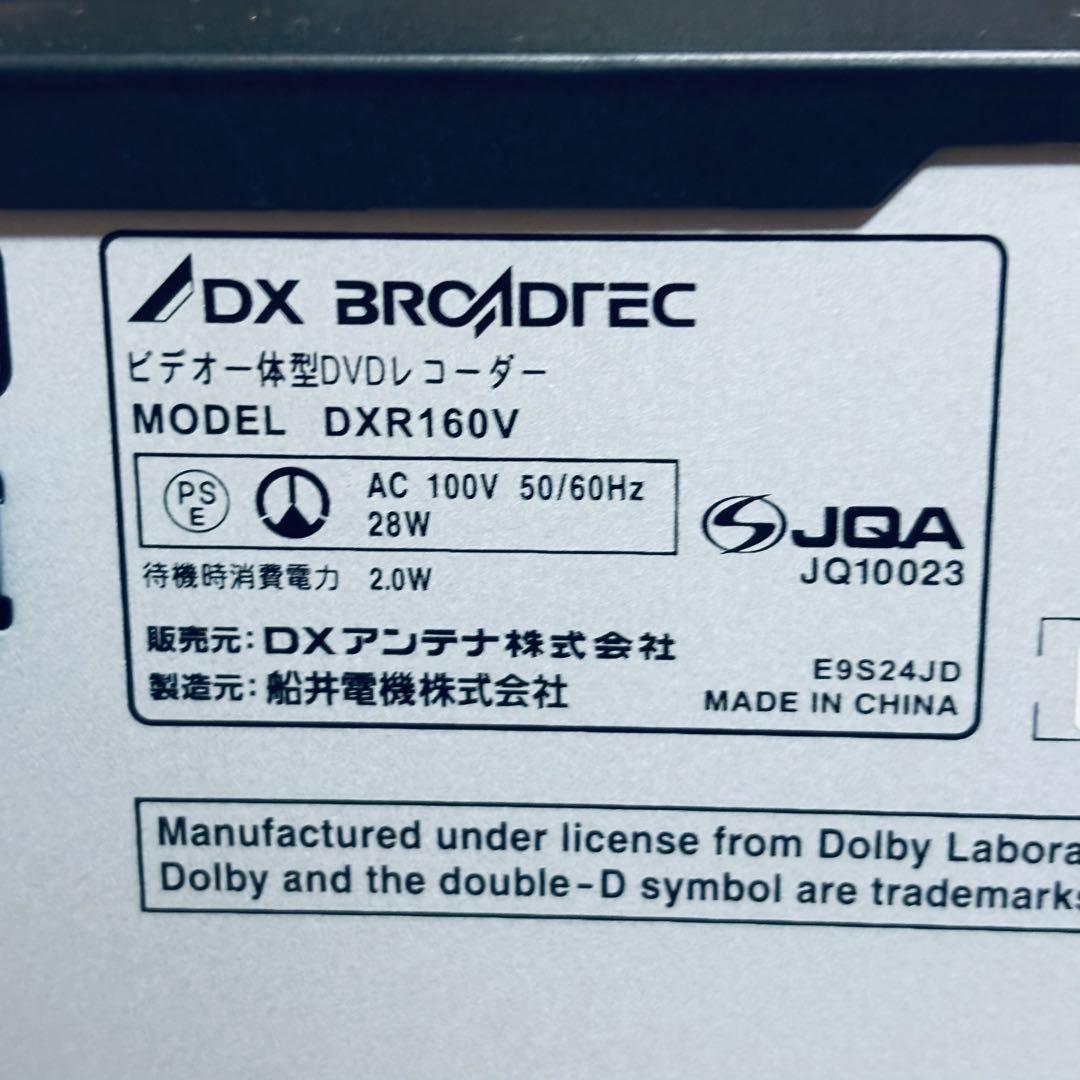 DX BROADTEC
ビデオ一体型DVDレコーダー
MODEL DXR160V
PS
E
AC 100V 50/60Hz
28W
JQA
JQ10023
待機時消費電力 2.0W
販売元:DXアンテナ株式会社
製造元:船井電機株式会社
E9S24JD
MADE IN CHINA
Manufactured under license from Dolby Labora
Dolby and the double-D symbol are trademarks